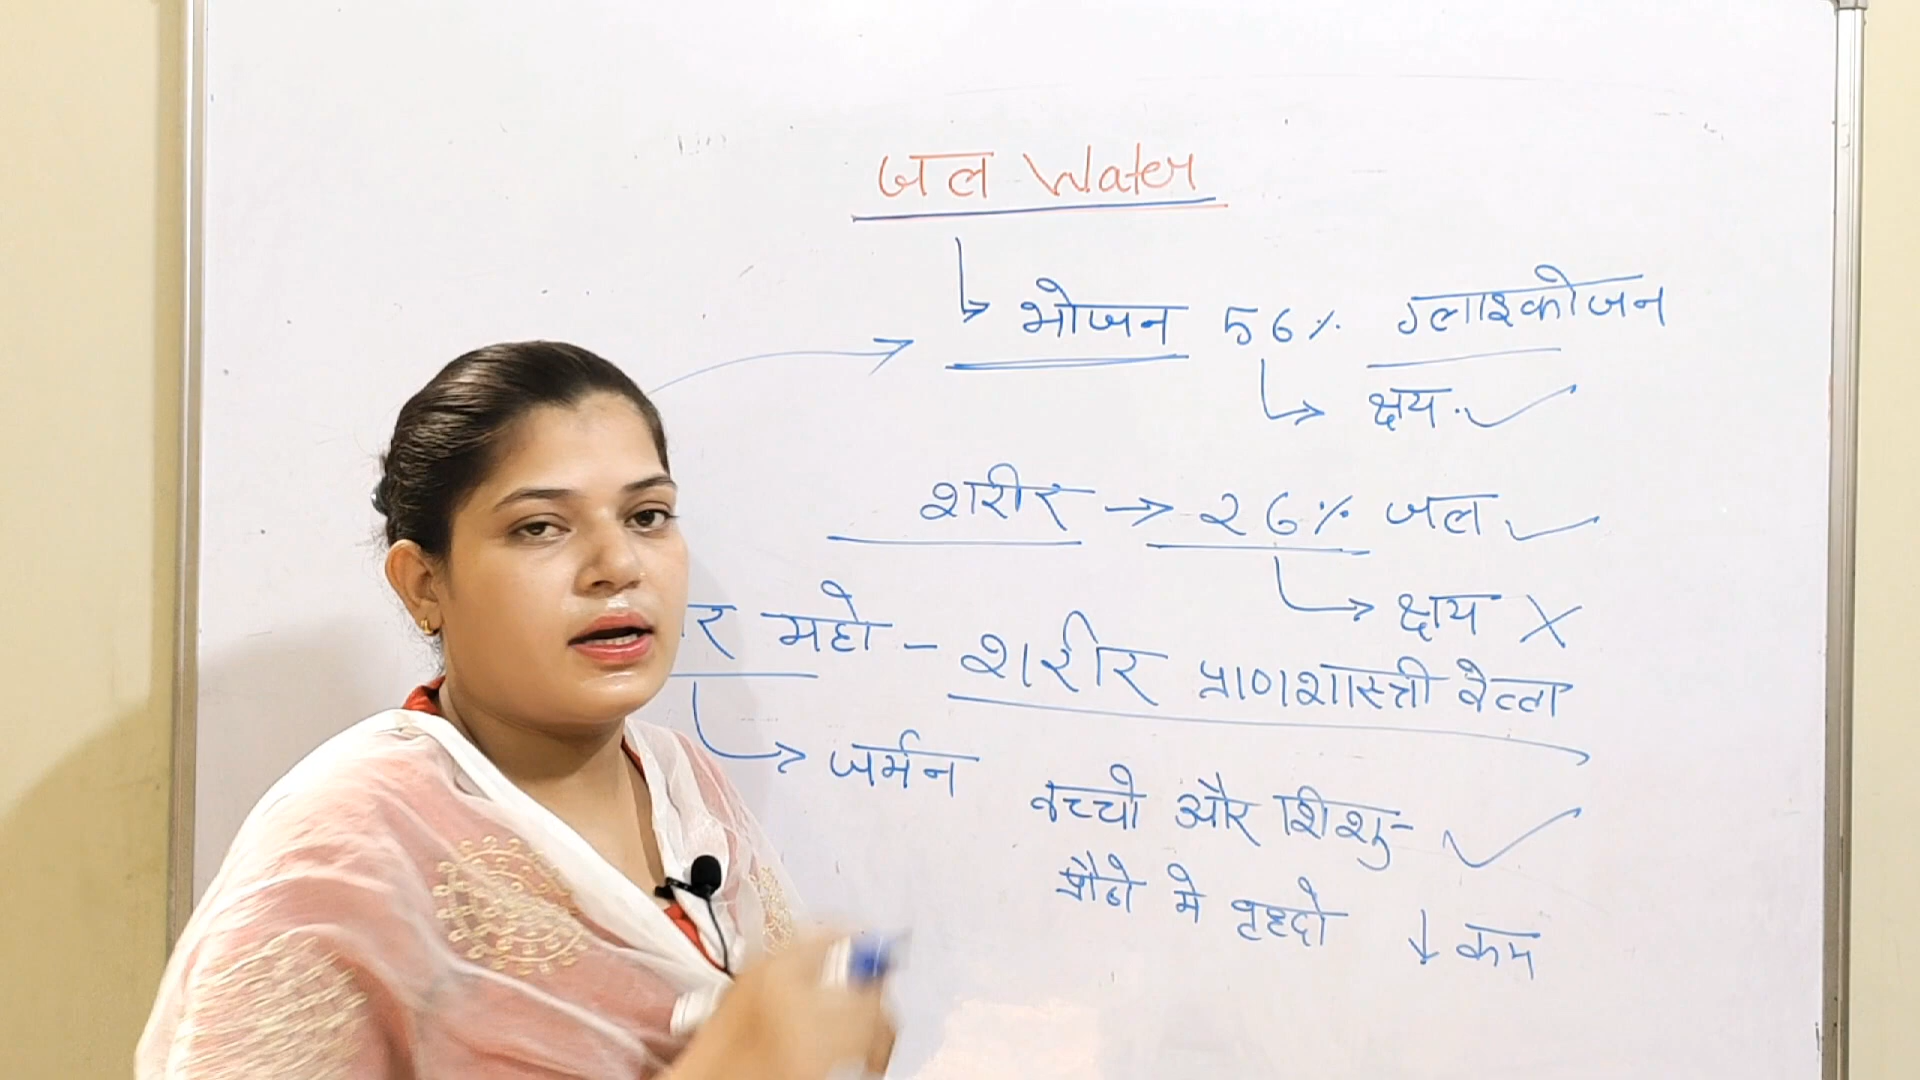 जल Water
भोजन 56% ग्लाइकोजन
क्षय
शरीर → 26% जल
क्षय
महो - शरीर प्राणशास्त्री वेत्ता
जर्मन
बच्चो और शिशु-
मे ↓ कम